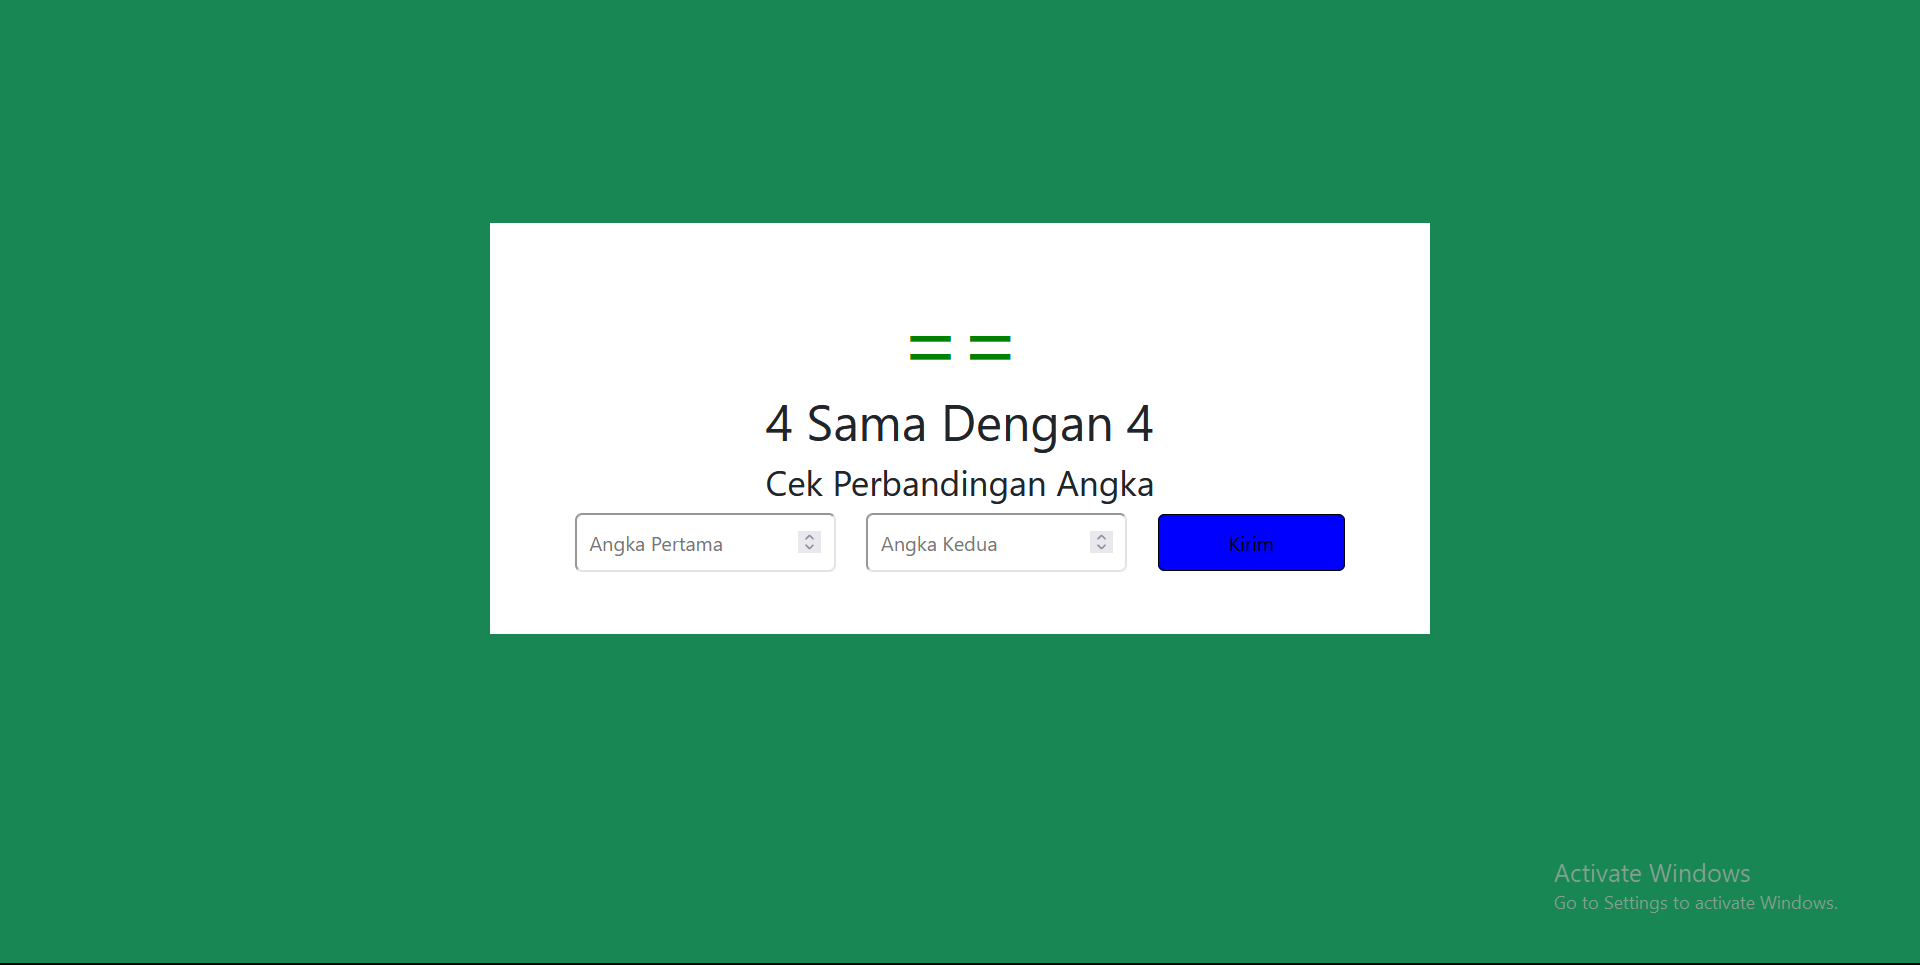 ==
4 Sama Dengan 4
Cek Perbandingan Angka
Angka Pertama Angka Kedua Kirim
Activate Windows
Go to Settings to activate Windows.